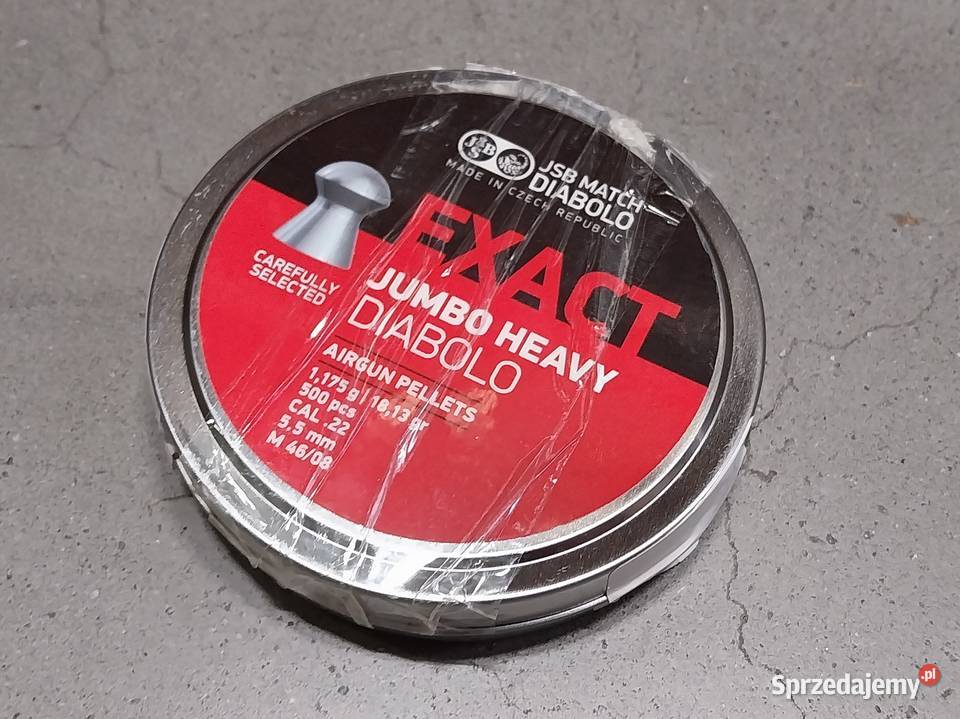 JSB
JSB MATCH
DIABOLO
MADE IN CZECH REPUBLIC
EXACT
JUMBO HEAVY
DIABOLO
CAREFULLY
SELECTED
AIRGUN PELLETS
1,175 g | 18,13 gr
500 pcs
CAL .22
5,5 mm
M 46/08
Sprzedajemy.pl